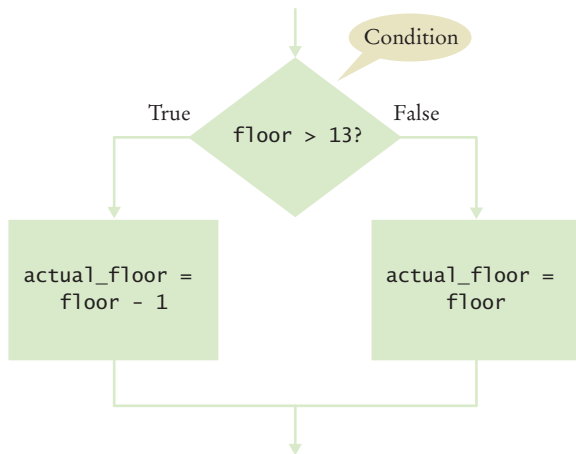 Condition
True
False
floor > 13?
actual_floor =
floor - 1
actual_floor =
floor